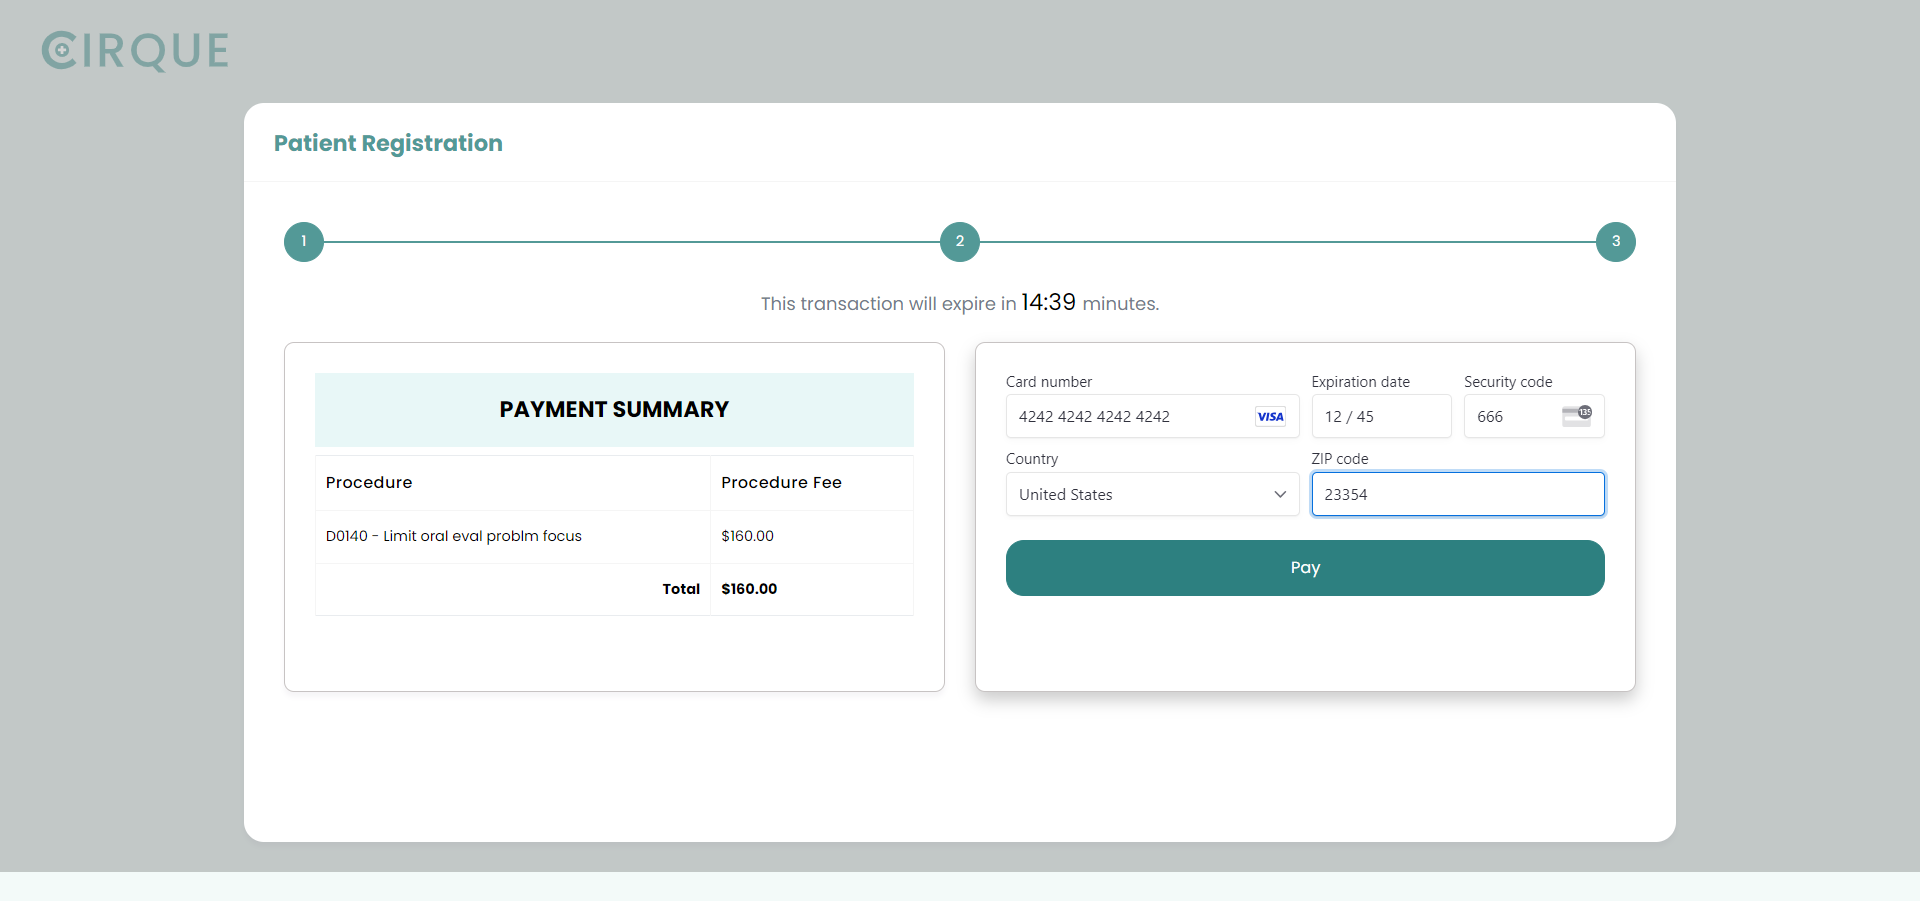 CIRQUE
Patient Registration
1 2 3
This transaction will expire in 14:39 minutes.
PAYMENT SUMMARY
Procedure Procedure Fee
D0140 - Limit oral eval problm focus $160.00
Total $160.00
Card number Expiration date Security code
4242 4242 4242 4242 VISA 12 / 45 666 135
Country ZIP code
United States 23354
Pay